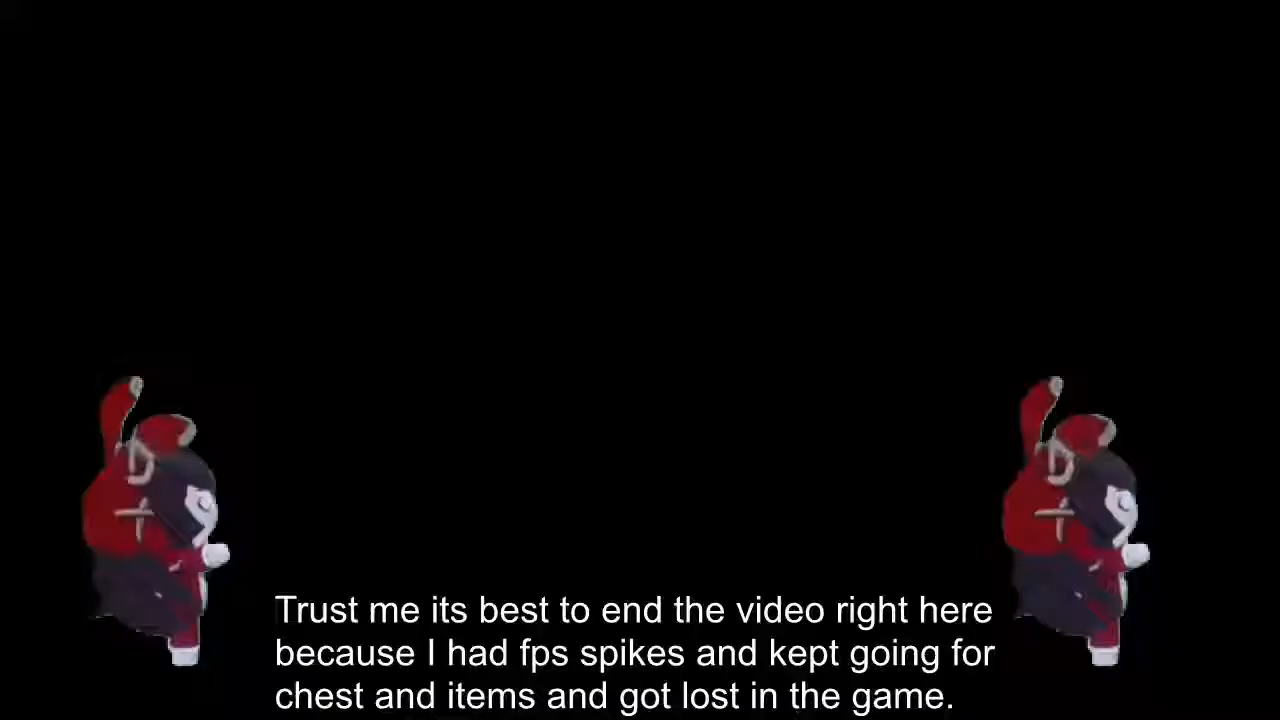 Trust me its best to end the video right here
because I had fps spikes and kept going for
chest and items and got lost in the game.